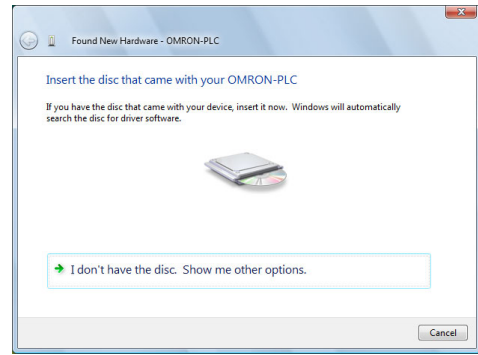 Found New Hardware - OMRON-PLC
Insert the disc that came with your OMRON-PLC
If you have the disc that came with your device, insert it now.  Windows will automatically
search the disc for driver software.
I don't have the disc.  Show me other options.
Cancel